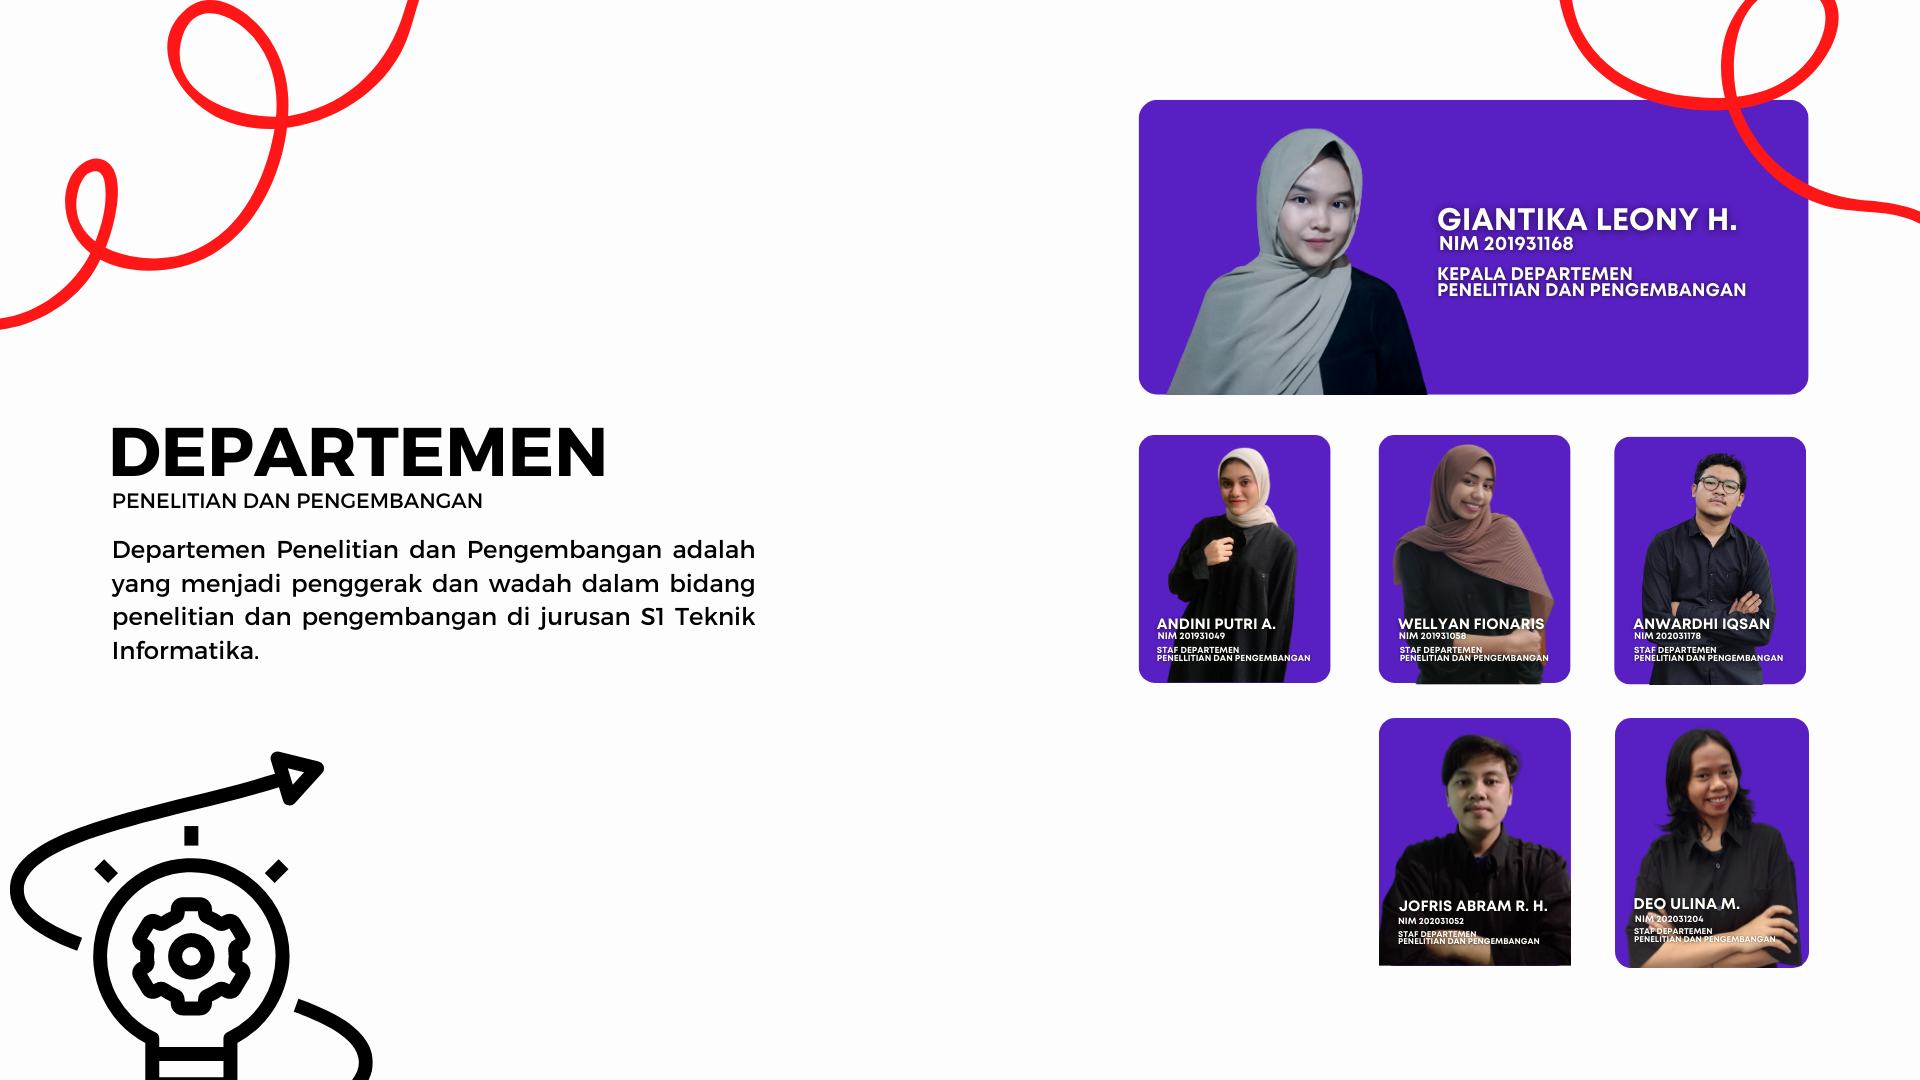 DEPARTEMEN
PENELITIAN DAN PENGEMBANGAN
Departemen Penelitian dan Pengembangan adalah
yang menjadi penggerak dan wadah dalam bidang
penelitian dan pengembangan di jurusan S1 Teknik
Informatika.
GIANTIKA LEONY H.
NIM 201931168
KEPALA DEPARTEMEN
PENELITIAN DAN PENGEMBANGAN
ANDINI PUTRI A.
NIM 201931049
STAF DEPARTEMEN
PENELLITIAN DAN PENGEMBANGAN
WELLYAN FIONARIS
NIM 201931058
STAF DEPARTEMEN
PENELITIAN DAN PENGEMBANGAN
ANWARDHI IQSAN
NIM 202031178
STAF DEPARTEMEN
PENELITIAN DAN PENGEMBANGAN
JOFRIS ABRAM R. H.
NIM 202031052
STAF DEPARTEMEN
PENELITIAN DAN PENGEMBANGAN
DEO ULINA M.
NIM 202031204
STAF DEPARTEMEN
PENELITIAN DAN PENGEMBANGAN